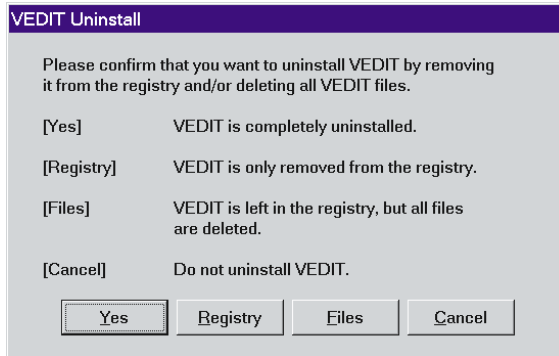 VEDIT Uninstall
Please confirm that you want to uninstall VEDIT by removing
it from the registry and/or deleting all VEDIT files.
[Yes] VEDIT is completely uninstalled.
[Registry] VEDIT is only removed from the registry.
[Files] VEDIT is left in the registry, but all files
are deleted.
[Cancel] Do not uninstall VEDIT.
Yes Registry Files Cancel